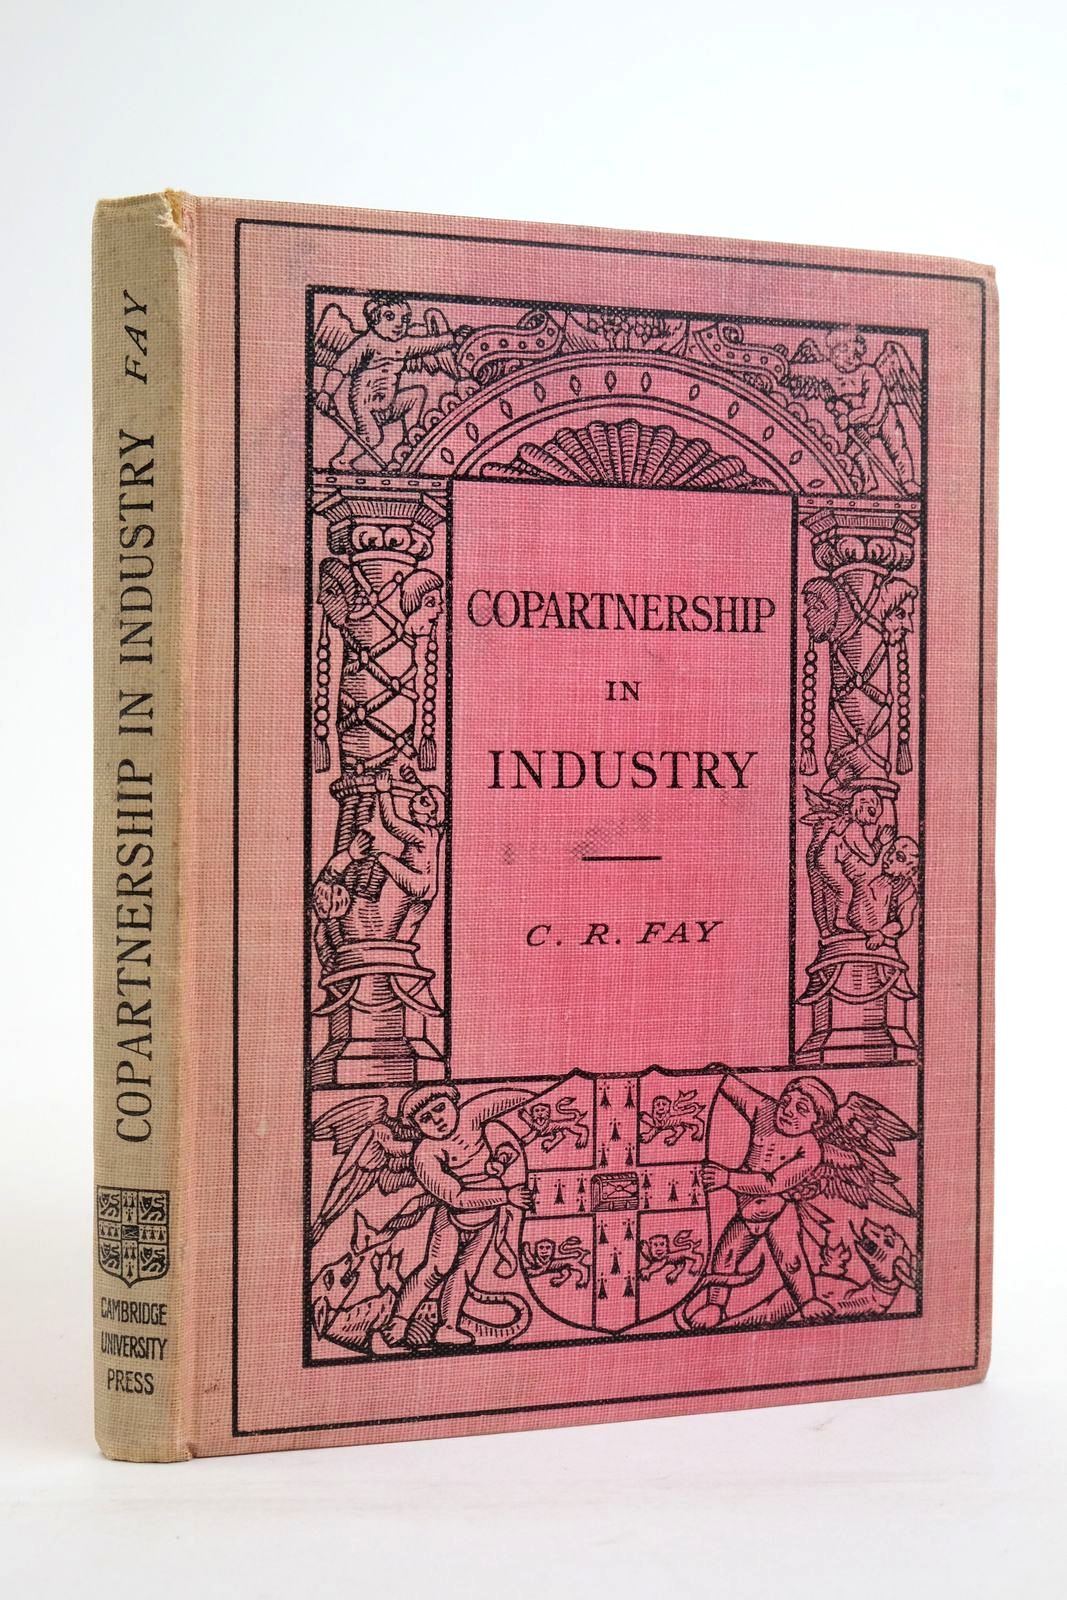 COPARTNERSHIP IN INDUSTRY FAY
CAMBRIDGE
UNIVERSITY
PRESS
COPARTNERSHIP
IN
INDUSTRY
C. R. FAY